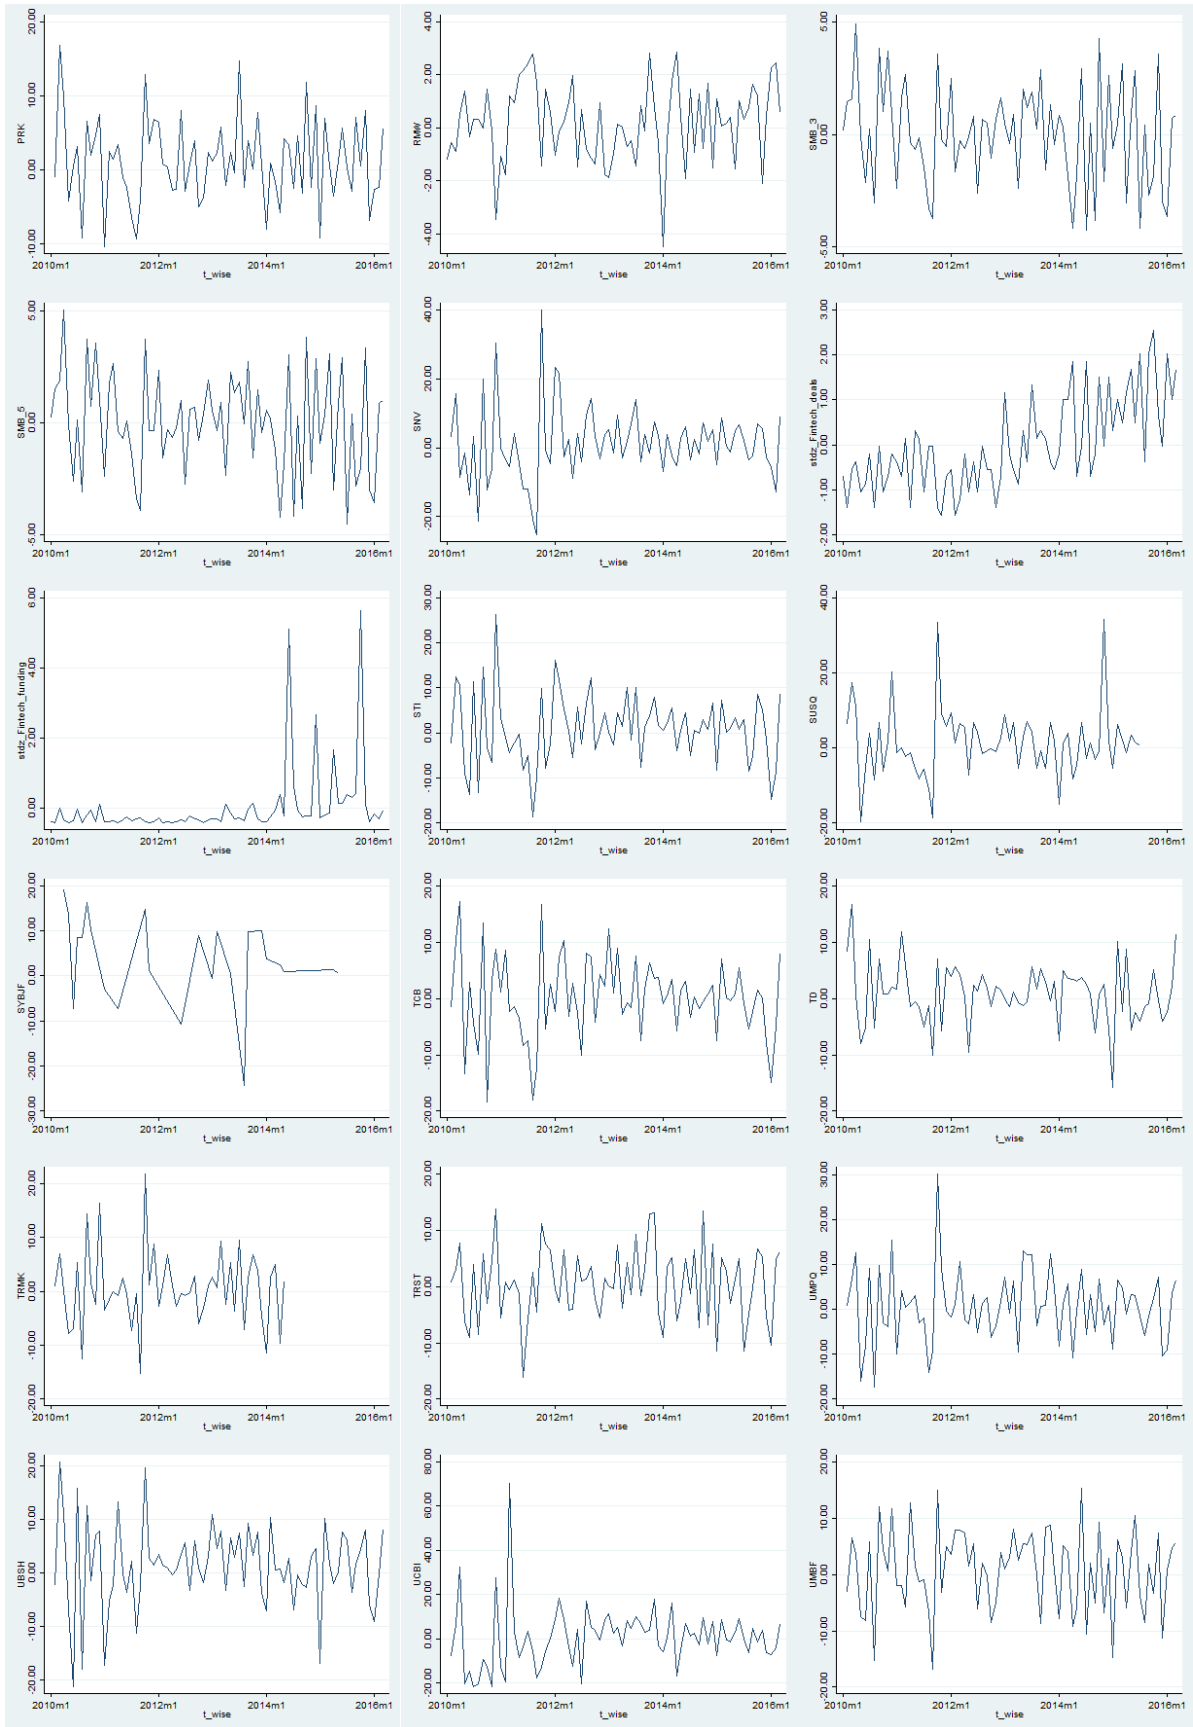 PRK
20.00
10.00
0.00
-10.00
2010m1 2012m1 2014m1 2016m1
t_wise
RMW
4.00
2.00
0.00
-2.00
-4.00
2010m1 2012m1 2014m1 2016m1
t_wise
SMB_3
5.00
0.00
-5.00
2010m1 2012m1 2014m1 2016m1
t_wise
SMB_5
5.00
0.00
-5.00
2010m1 2012m1 2014m1 2016m1
t_wise
SNV
40.00
20.00
0.00
-20.00
2010m1 2012m1 2014m1 2016m1
t_wise
stdz_Fintech_deals
3.00
2.00
1.00
0.00
-1.00
-2.00
2010m1 2012m1 2014m1 2016m1
t_wise
stdz_Fintech_funding
6.00
4.00
2.00
0.00
2010m1 2012m1 2014m1 2016m1
t_wise
STI
30.00
20.00
10.00
0.00
-10.00
-20.00
2010m1 2012m1 2014m1 2016m1
t_wise
SUSQ
40.00
20.00
0.00
-20.00
2010m1 2012m1 2014m1 2016m1
t_wise
SYBJF
20.00
10.00
0.00
-10.00
-20.00
-30.00
2010m1 2012m1 2014m1 2016m1
t_wise
TCB
20.00
10.00
0.00
-10.00
-20.00
2010m1 2012m1 2014m1 2016m1
t_wise
TD
20.00
10.00
0.00
-10.00
-20.00
2010m1 2012m1 2014m1 2016m1
t_wise
TRMK
20.00
10.00
0.00
-10.00
-20.00
2010m1 2012m1 2014m1 2016m1
t_wise
TRST
20.00
10.00
0.00
-10.00
-20.00
2010m1 2012m1 2014m1 2016m1
t_wise
UMPQ
30.00
20.00
10.00
0.00
-10.00
-20.00
2010m1 2012m1 2014m1 2016m1
t_wise
UBSH
20.00
10.00
0.00
-10.00
-20.00
2010m1 2012m1 2014m1 2016m1
t_wise
UCBI
80.00
60.00
40.00
20.00
0.00
-20.00
2010m1 2012m1 2014m1 2016m1
t_wise
UMBF
20.00
10.00
0.00
-10.00
-20.00
2010m1 2012m1 2014m1 2016m1
t_wise